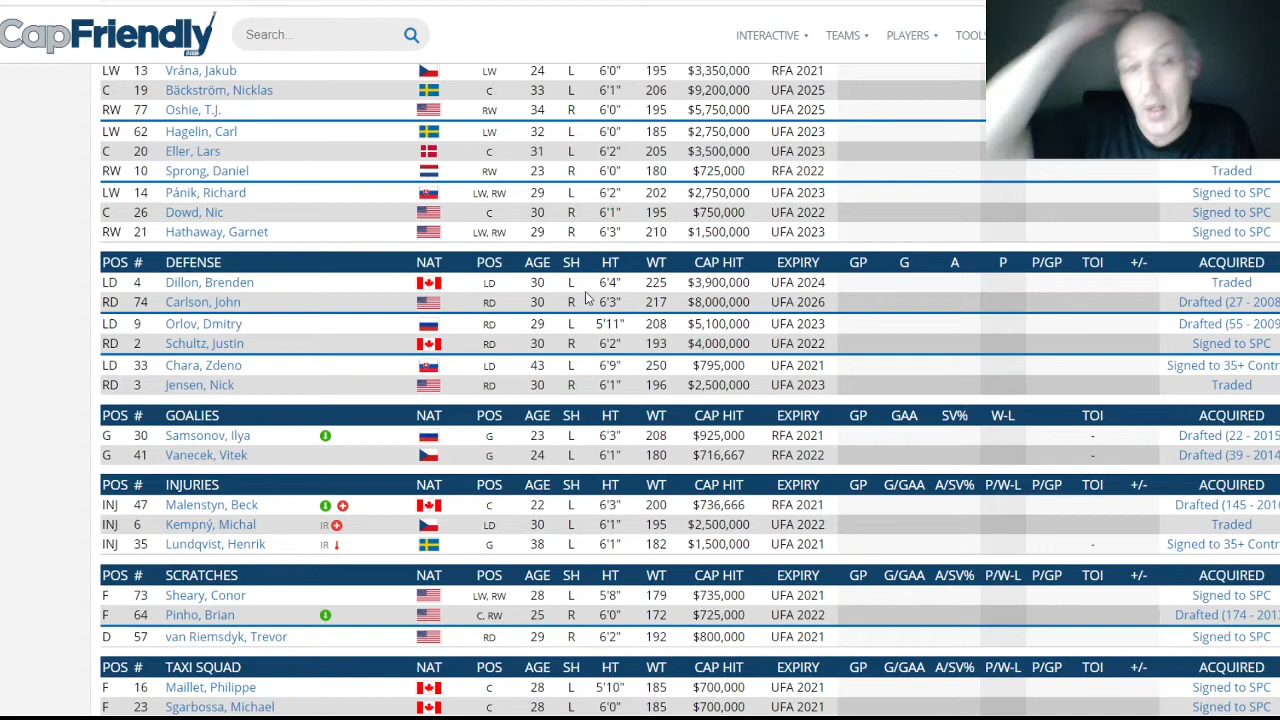 CapFriendly Search... INTERACTIVE TEAMS PLAYERS TOOLS
LW 13 Vrána, Jakub LW 24 L 6'0" 195 $3,350,000 RFA 2021
C 19 Bäckström, Nicklas C 33 L 6'1" 206 $9,200,000 UFA 2025
RW 77 Oshie, T.J. RW 34 R 6'0" 195 $5,750,000 UFA 2025
LW 62 Hagelin, Carl LW 32 L 6'2" 185 $2,750,000 UFA 2023
C 20 Eller, Lars C 31 L 6'2" 205 $3,500,000 UFA 2023
RW 10 Sprong, Daniel RW 23 R 6'0" 180 $725,000 RFA 2022 Traded
LW 14 Pánik, Richard LW, RW 29 L 6'2" 202 $2,750,000 UFA 2023 Signed to SPC
C 26 Dowd, Nic C 30 R 6'1" 195 $750,000 UFA 2022 Signed to SPC
RW 21 Hathaway, Garnet LW, RW 29 R 6'3" 210 $1,500,000 UFA 2023 Signed to SPC
POS # DEFENSE NAT POS AGE SH HT WT CAP HIT EXPIRY GP G A P P/GP TOI +/- ACQUIRED
LD 4 Dillon, Brenden LD 30 L 6'4" 225 $3,900,000 UFA 2024 Traded
RD 74 Carlson, John RD 30 R 6'3" 217 $8,000,000 UFA 2026 Drafted (27 - 2008
LD 9 Orlov, Dmitry RD 29 L 5'11" 208 $5,100,000 UFA 2023 Drafted (55 - 2009
RD 2 Schultz, Justin RD 30 R 6'2" 193 $4,000,000 UFA 2022 Signed to SPC
LD 33 Chara, Zdeno LD 43 L 6'9" 250 $795,000 UFA 2021 Signed to 35+ Contr
RD 3 Jensen, Nick RD 30 R 6'1" 196 $2,500,000 UFA 2023 Traded
POS # GOALIES NAT POS AGE SH HT WT CAP HIT EXPIRY GP GAA SV% W-L TOI ACQUIRED
G 30 Samsonov, Ilya G 23 L 6'3" 208 $925,000 RFA 2021 - Drafted (22 - 2015
G 41 Vanecek, Vitek G 24 L 6'1" 180 $716,667 RFA 2022 - Drafted (39 - 2014
POS # INJURIES NAT POS AGE SH HT WT CAP HIT EXPIRY GP G/GAA A/SV% P/W-L P/GP TOI +/- ACQUIRED
INJ 47 Malenstyn, Beck C 22 L 6'3" 200 $736,666 RFA 2022 Drafted (145 - 201
INJ 6 Kempný, Michal IR LD 30 L 6'1" 195 $2,500,000 UFA 2022 Traded
INJ 35 Lundqvist, Henrik IR G 38 L 6'1" 182 $1,500,000 UFA 2021 - Signed to 35+ Contr
POS # SCRATCHES NAT POS AGE SH HT WT CAP HIT EXPIRY GP G/GAA A/SV% P/W-L P/GP TOI +/- ACQUIRED
F 73 Sheary, Conor LW, RW 28 L 5'8" 179 $735,000 UFA 2021 Signed to SPC
F 64 Pinho, Brian C, RW 25 R 6'0" 172 $725,000 UFA 2022 Drafted (174 - 201
D 57 van Riemsdyk, Trevor RD 29 R 6'2" 192 $800,000 UFA 2021 Signed to SPC
POS # TAXI SQUAD NAT POS AGE SH HT WT CAP HIT EXPIRY GP G/GAA A/SV% P/W-L P/GP TOI +/- ACQUIRED
F 16 Maillet, Philippe C 28 L 5'10" 185 $700,000 UFA 2021 Signed to SPC
F 23 Sgarbossa, Michael C 28 L 6'0" 185 $700,000 UFA 2021 Signed to SPC